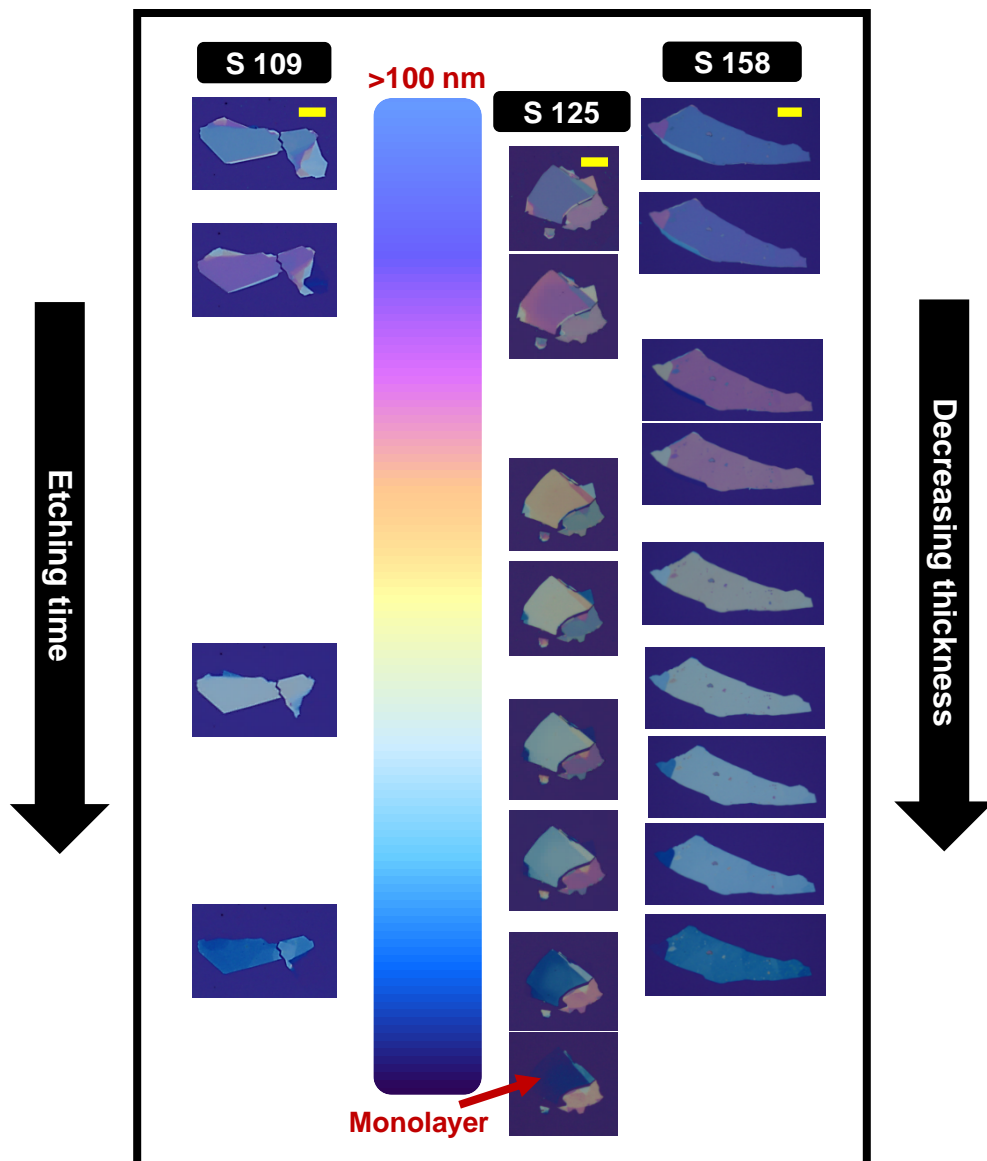 S 109
>100 nm
S 125
S 158
Etching time
Decreasing thickness
Monolayer